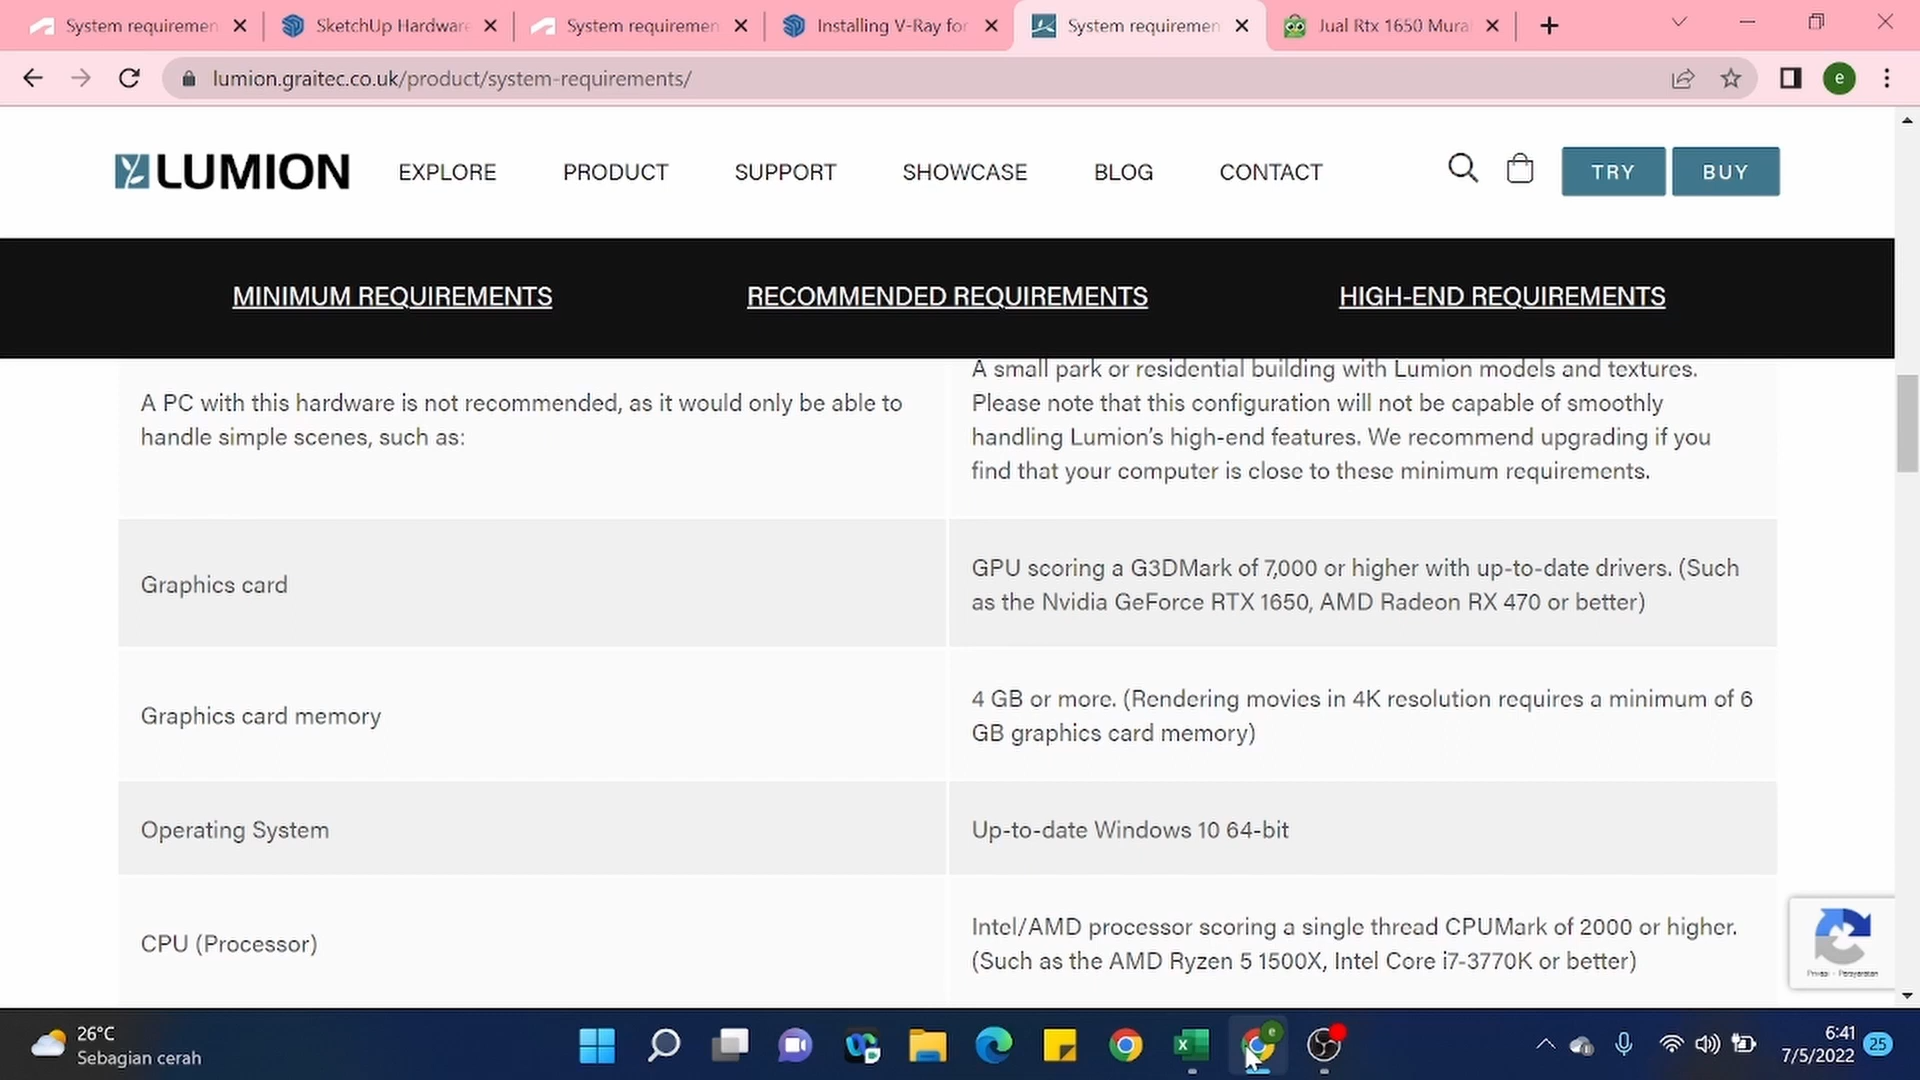 System requiremen
SketchUp Hardware
System requiremen
Installing V-Ray for
System requiremen
Jual Rtx 1650 Mura
lumion.graitec.co.uk/product/system-requirements/
e
LUMION
EXPLORE
PRODUCT
SUPPORT
SHOWCASE
BLOG
CONTACT
TRY
BUY
MINIMUM REQUIREMENTS
RECOMMENDED REQUIREMENTS
HIGH-END REQUIREMENTS
A PC with this hardware is not recommended, as it would only be able to
handle simple scenes, such as:
A small park or residential building with Lumion models and textures.
Please note that this configuration will not be capable of smoothly
handling Lumion’s high-end features. We recommend upgrading if you
find that your computer is close to these minimum requirements.
Graphics card
GPU scoring a G3DMark of 7,000 or higher with up-to-date drivers. (Such
as the Nvidia GeForce RTX 1650, AMD Radeon RX 470 or better)
Graphics card memory
4 GB or more. (Rendering movies in 4K resolution requires a minimum of 6
GB graphics card memory)
Operating System
Up-to-date Windows 10 64-bit
CPU (Processor)
Intel/AMD processor scoring a single thread CPUMark of 2000 or higher.
(Such as the AMD Ryzen 5 1500X, Intel Core i7-3770K or better)
Privasi - Persyaratan
26°C
Sebagian cerah
6:41
7/5/2022
25